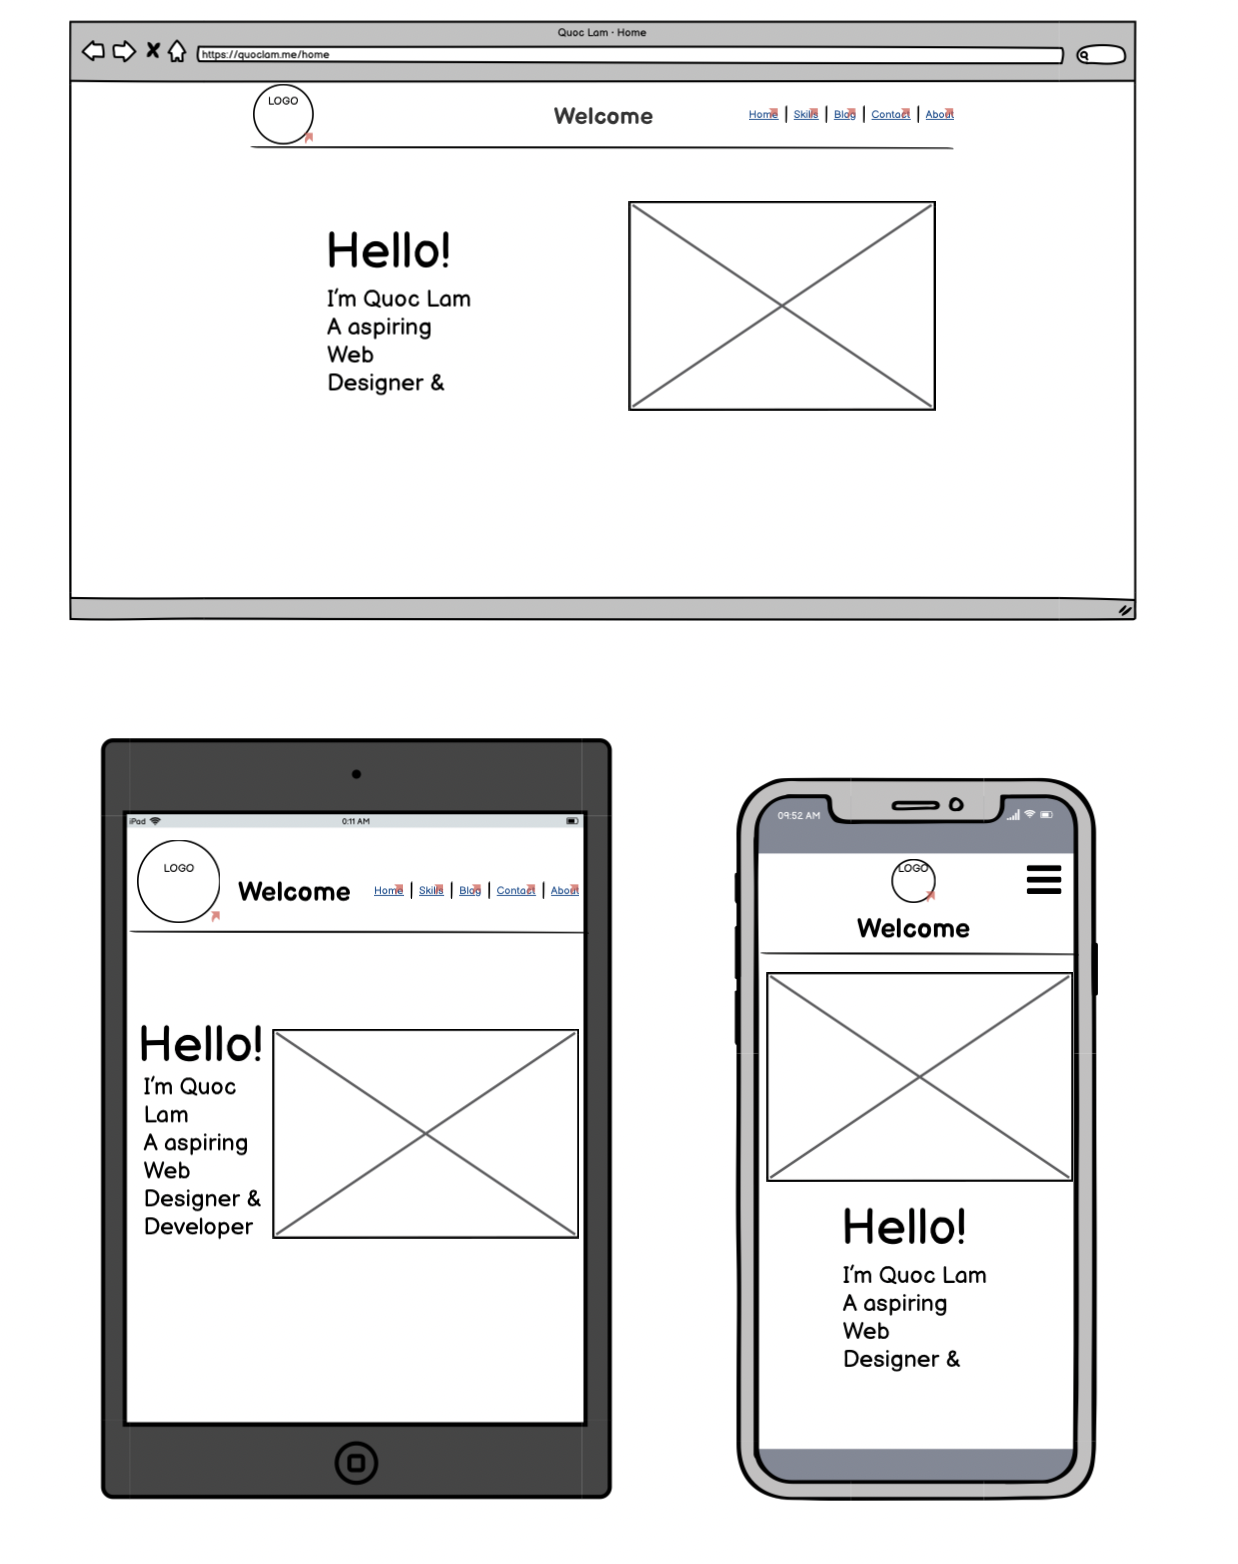 Quoc Lam - Home
https://quoclam.me/home
LOGO
Welcome
Home | Skills | Blog | Contact | About
Hello!
I'm Quoc Lam
A aspiring
Web
Designer &
iPad 0:11 AM
LOGO
Welcome
Home | Skills | Blog | Contact | About
Hello!
I'm Quoc
Lam
A aspiring
Web
Designer &
Developer
09:52 AM
LOGO
Welcome
Hello!
I'm Quoc Lam
A aspiring
Web
Designer &